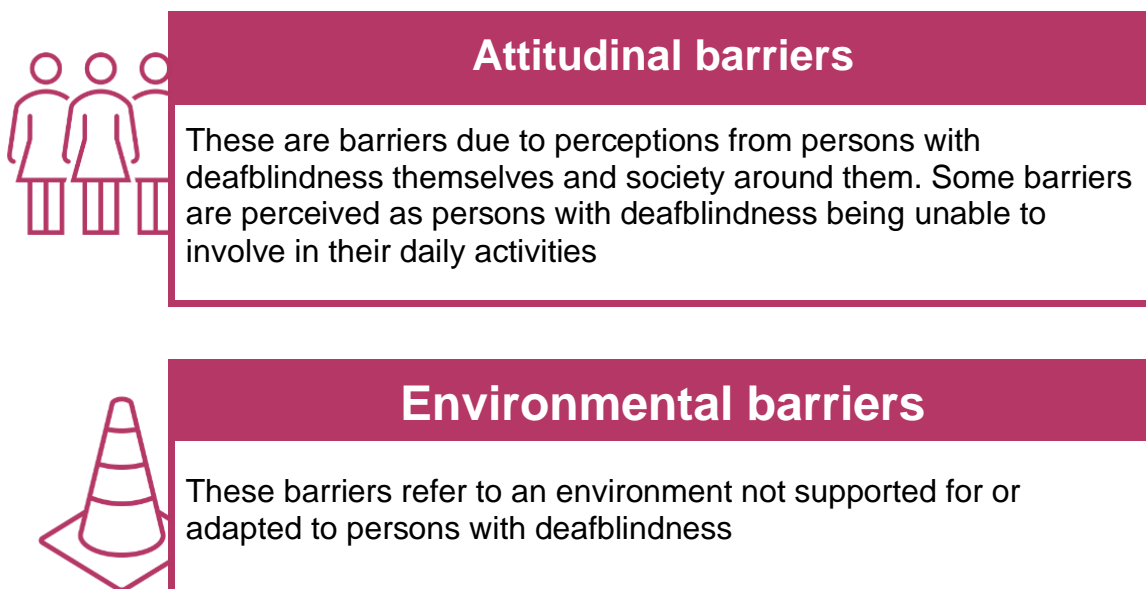 Attitudinal barriers
These are barriers due to perceptions from persons with
deafblindness themselves and society around them. Some barriers
are perceived as persons with deafblindness being unable to
involve in their daily activities
Environmental barriers
These barriers refer to an environment not supported for or
adapted to persons with deafblindness